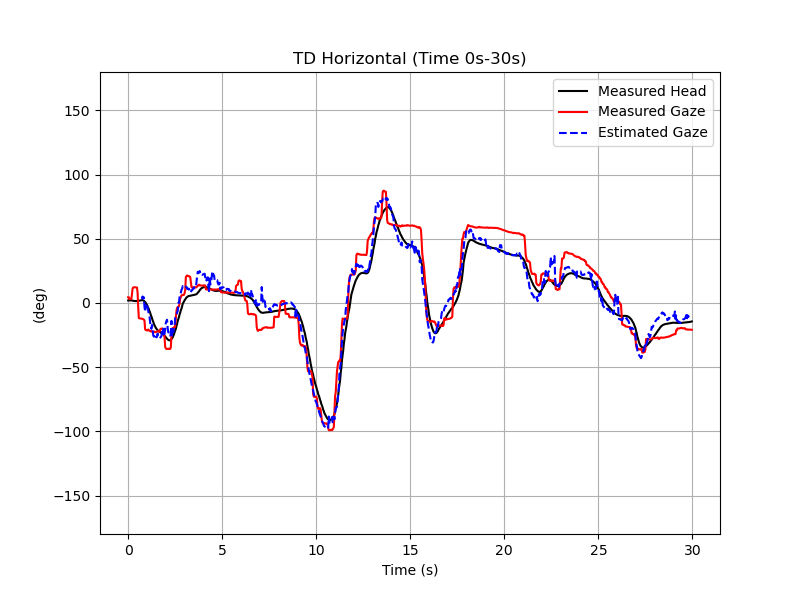 TD Horizontal (Time 0s-30s)
Measured Head
Measured Gaze
Estimated Gaze
150
100
50
0
−50
−100
−150
(deg)
0 5 10 15 20 25 30
Time (s)